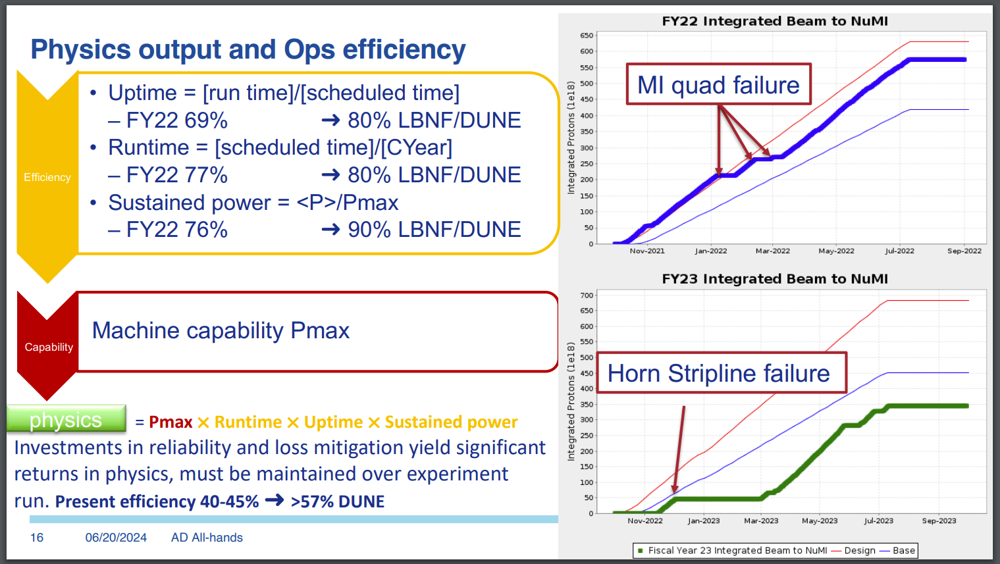 Physics output and Ops efficiency
Efficiency
• Uptime = [run time]/[scheduled time]
– FY22 69% ➜ 80% LBNF/DUNE
• Runtime = [scheduled time]/[CYear]
– FY22 77% ➜ 80% LBNF/DUNE
• Sustained power = <P>/Pmax
– FY22 76% ➜ 90% LBNF/DUNE
Capability
Machine capability Pmax
physics = Pmax × Runtime × Uptime × Sustained power
Investments in reliability and loss mitigation yield significant
returns in physics, must be maintained over experiment
run. Present efficiency 40-45% ➜ >57% DUNE
16 06/20/2024 AD All-hands
FY22 Integrated Beam to NuMI
Integrated Protons (1e18)
650
600
550
500
450
400
350
300
250
200
150
100
50
0
MI quad failure
Nov-2021 Jan-2022 Mar-2022 May-2022 Jul-2022 Sep-2022
FY23 Integrated Beam to NuMI
Integrated Protons (1e18)
700
650
600
550
500
450
400
350
300
250
200
150
100
50
0
Horn Stripline failure
Nov-2022 Jan-2023 Mar-2023 May-2023 Jul-2023 Sep-2023
Fiscal Year 23 Integrated Beam to NuMI — Design — Base